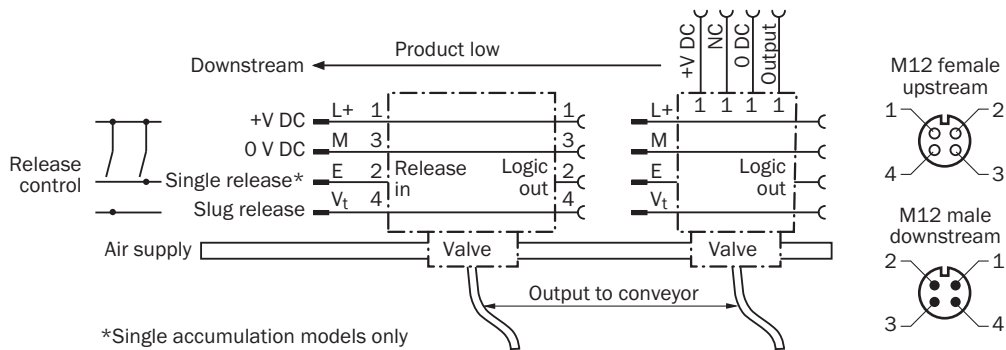 Product low
Downstream
+V DC
NC
0 DC
Output
1 1 1 1
+V DC L+ 1 1 L+
0 V DC M 3 3 M
Single release* E 2 Release in Logic out 2 E Logic out
Slug release Vt 4 4 Vt
Release control
Air supply Valve Valve
Output to conveyor
*Single accumulation models only
M12 female
upstream
1 2
4 3
M12 male
downstream
2 1
3 4